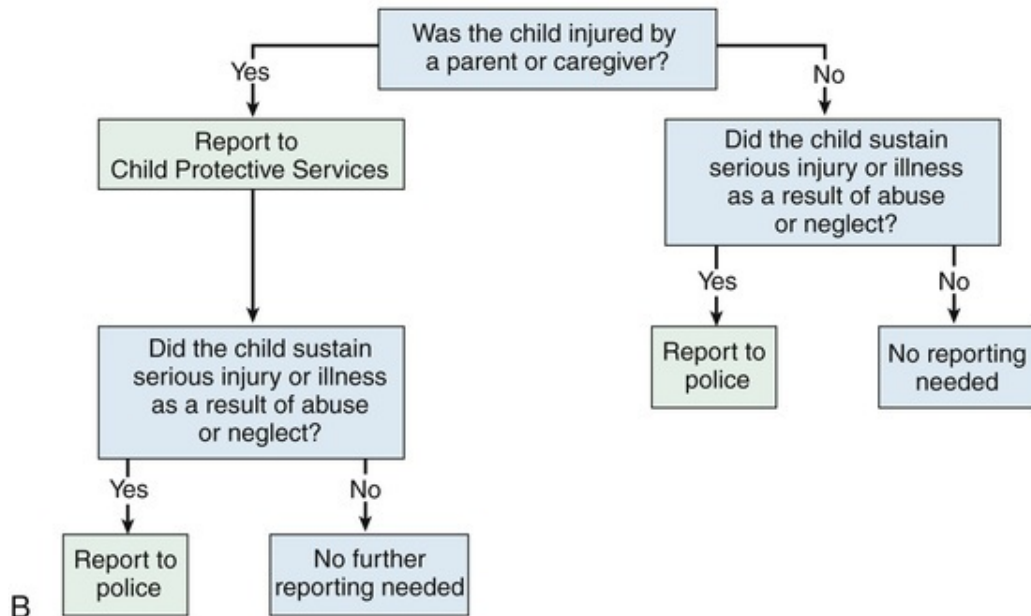 Was the child injured by
a parent or caregiver?
Yes
No
Report to
Child Protective Services
Did the child sustain
serious injury or illness
as a result of abuse
or neglect?
Yes
No
Report to
police
No reporting
needed
Did the child sustain
serious injury or illness
as a result of abuse
or neglect?
Yes
No
Report to
police
No further
reporting needed
B